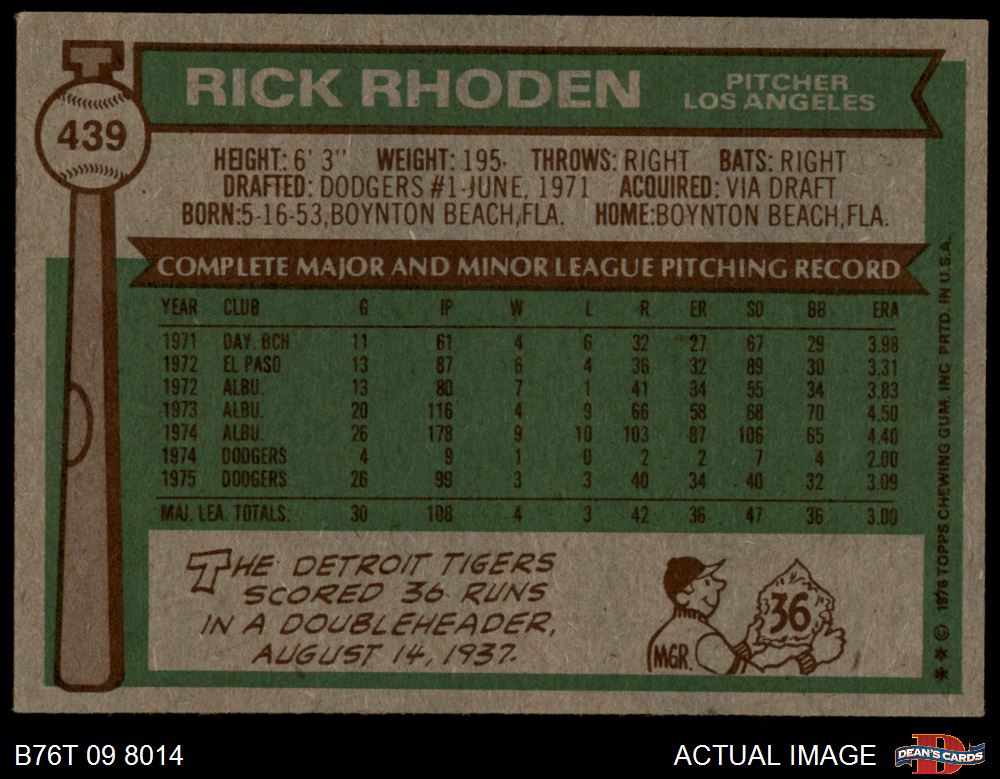 RICK RHODEN
PITCHER
LOS ANGELES
439
HEIGHT: 6' 3" WEIGHT: 195· THROWS: RIGHT BATS: RIGHT
DRAFTED: DODGERS #1-JUNE, 1971 ACQUIRED: VIA DRAFT
BORN:5-16-53,BOYNTON BEACH,FLA. HOME:BOYNTON BEACH,FLA.
COMPLETE MAJOR AND MINOR LEAGUE PITCHING RECORD
YEAR CLUB G IP W L R ER SO BB ERA
1971 DAY. BCH 11 61 4 6 32 27 67 29 3.98
1972 EL PASO 13 87 6 4 36 32 89 30 3.31
1972 ALBU. 13 80 7 1 41 34 55 34 3.83
1973 ALBU. 20 116 4 9 66 58 68 70 4.50
1974 ALBU. 26 178 9 10 103 87 106 65 4.40
1974 DODGERS 4 9 1 0 2 2 7 4 2.00
1975 DODGERS 26 99 3 3 40 34 40 32 3.09
MAJ. LEA. TOTALS. 30 108 4 3 42 36 47 36 3.00
THE DETROIT TIGERS
SCORED 36 RUNS
IN A DOUBLEHEADER,
AUGUST 14, 1937.
36
MGR.
** © 1976 TOPPS CHEWING GUM, INC PRTD. IN U.S.A.
B76T 09 8014
ACTUAL IMAGE
D
DEAN'S CARDS